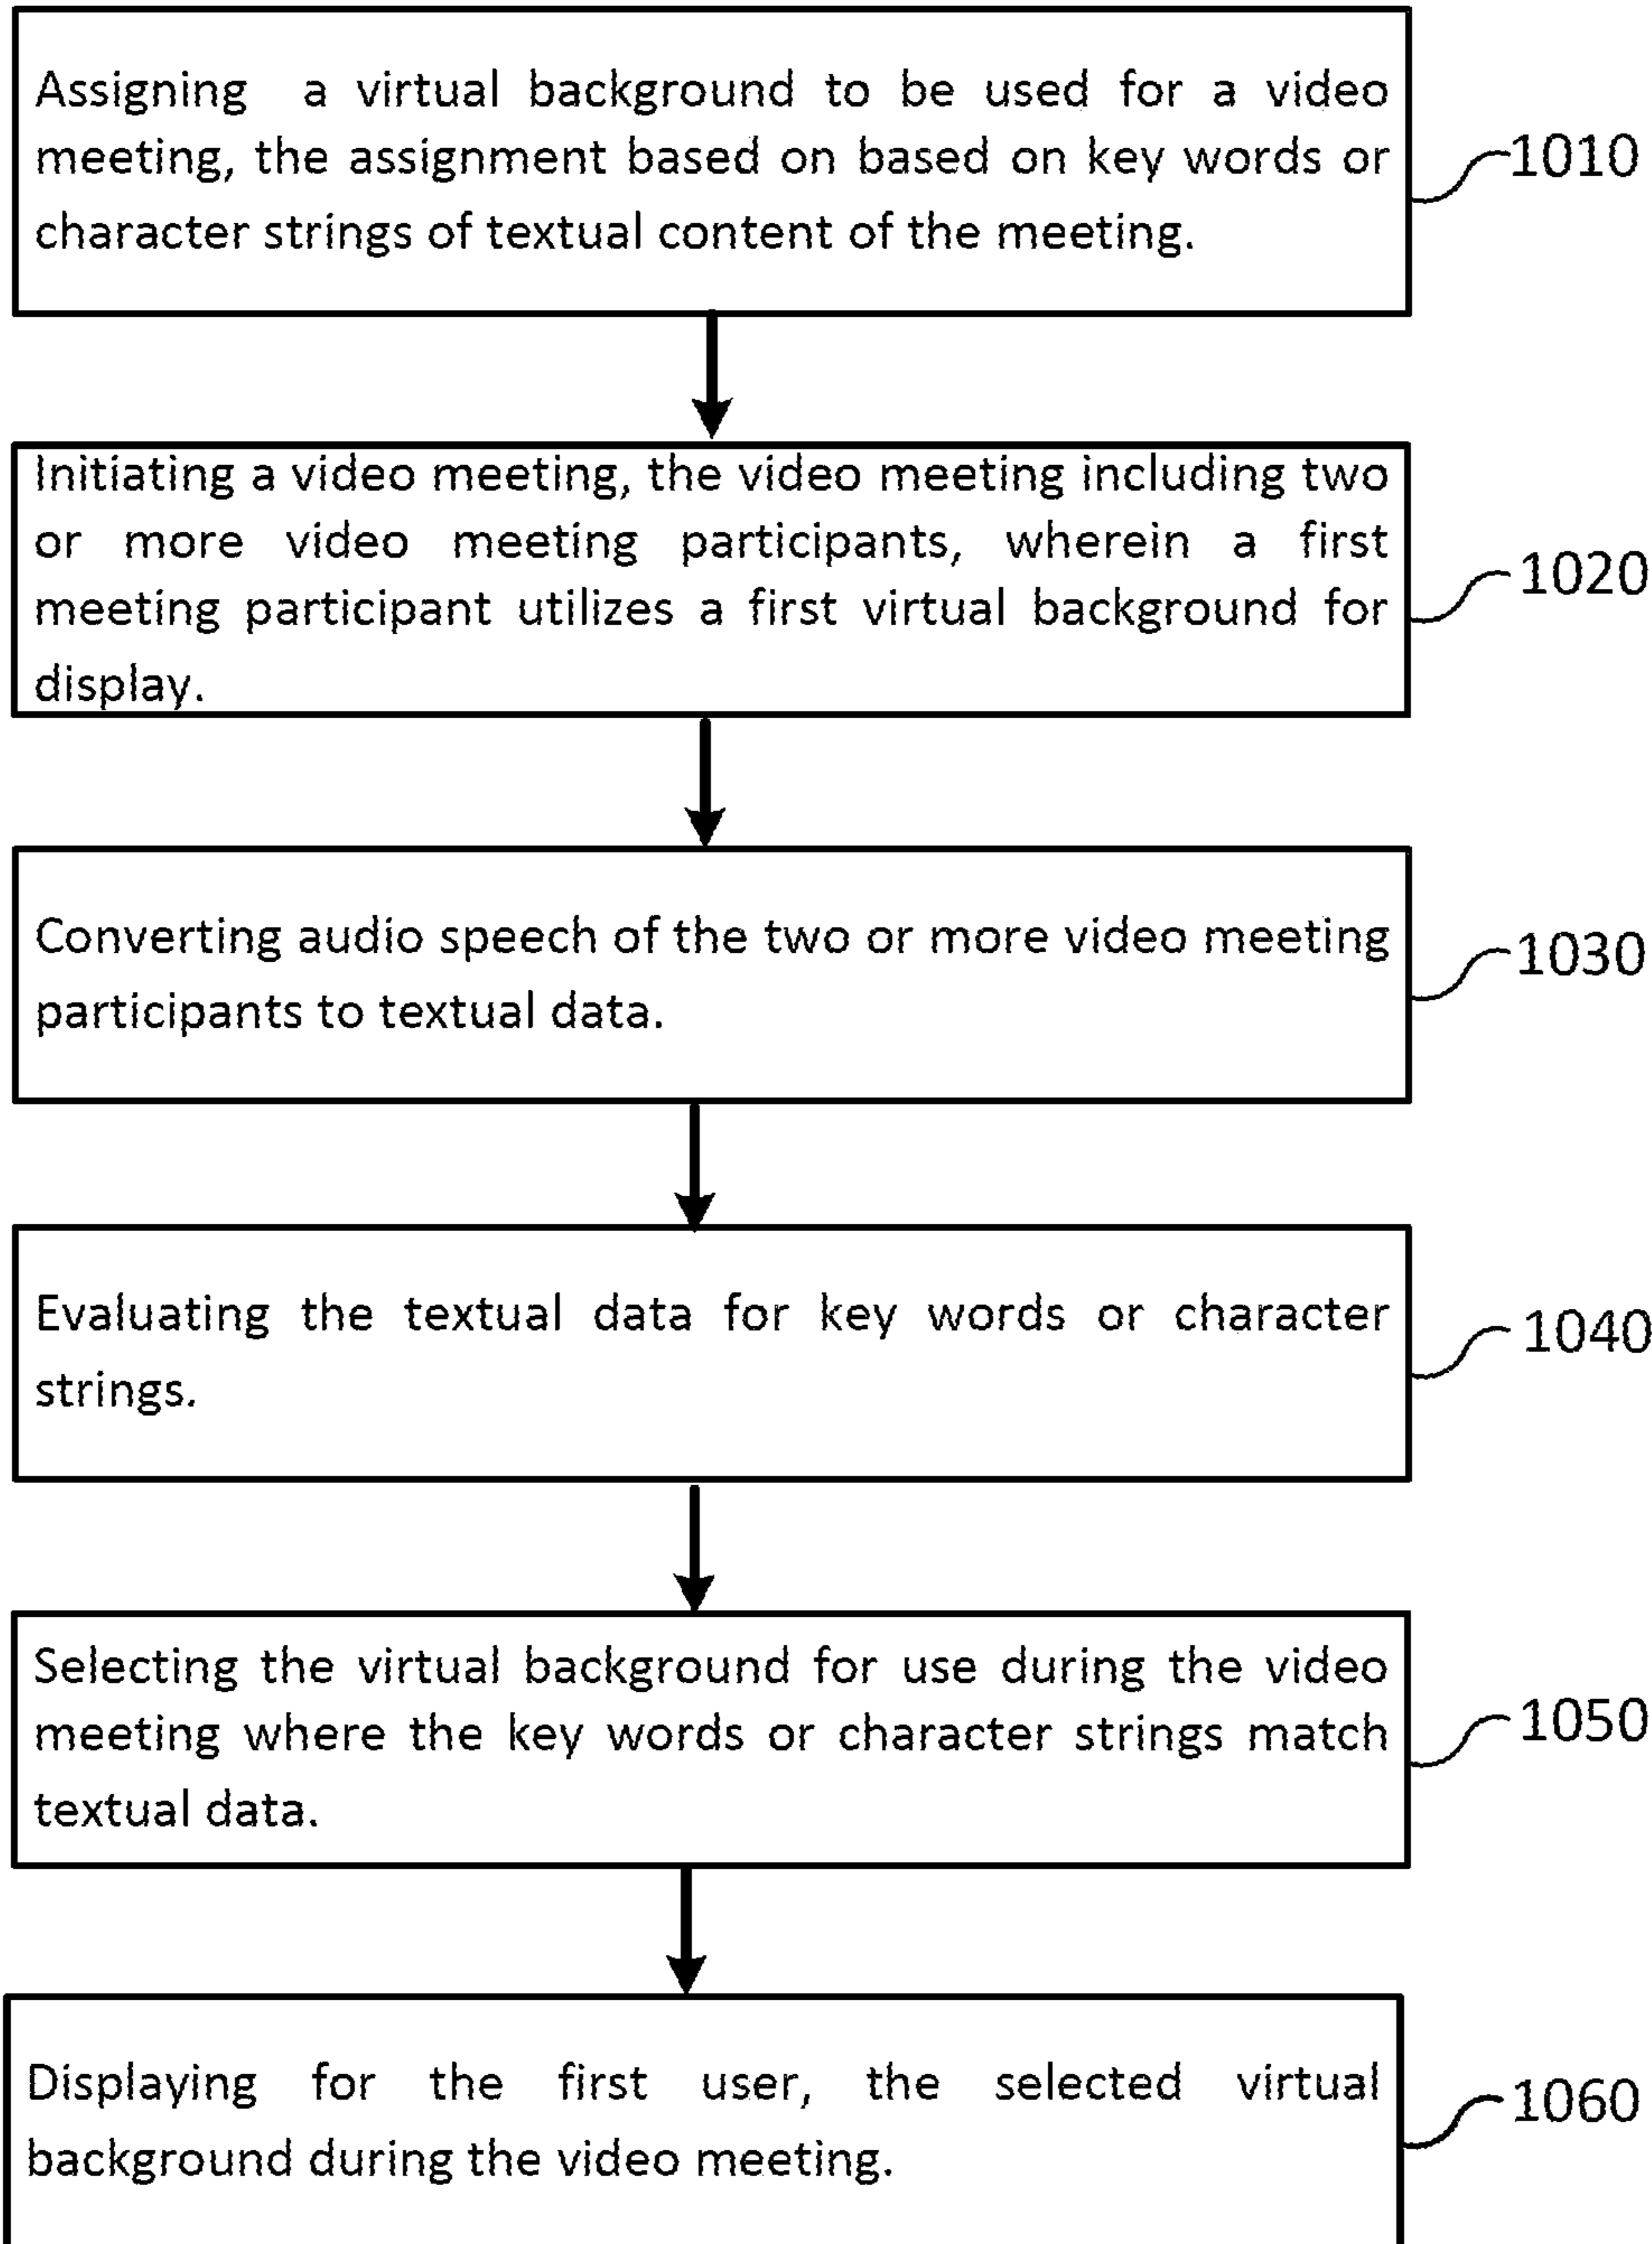 Assigning a virtual background to be used for a video
meeting, the assignment based on based on key words or
character strings of textual content of the meeting.
1010
Initiating a video meeting, the video meeting including two
or more video meeting participants, wherein a first
meeting participant utilizes a first virtual background for
display.
1020
Converting audio speech of the two or more video meeting
participants to textual data.
1030
Evaluating the textual data for key words or character
strings.
1040
Selecting the virtual background for use during the video
meeting where the key words or character strings match
textual data.
1050
Displaying for the first user, the selected virtual
background during the video meeting.
1060